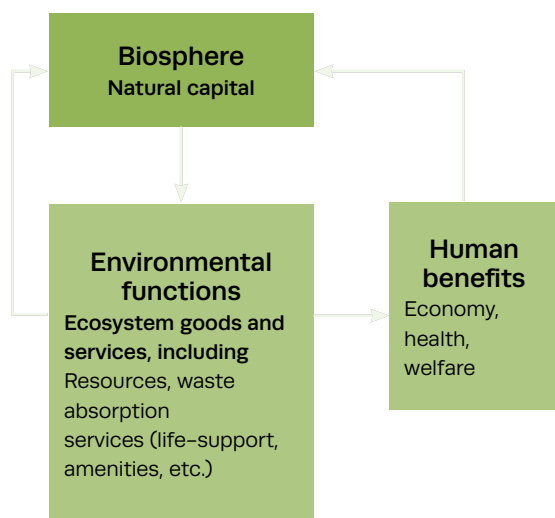 Biosphere
Natural capital
Environmental
functions
Ecosystem goods and
services, including
Resources, waste
absorption
services (life-support,
amenities, etc.)
Human
benefits
Economy,
health,
welfare